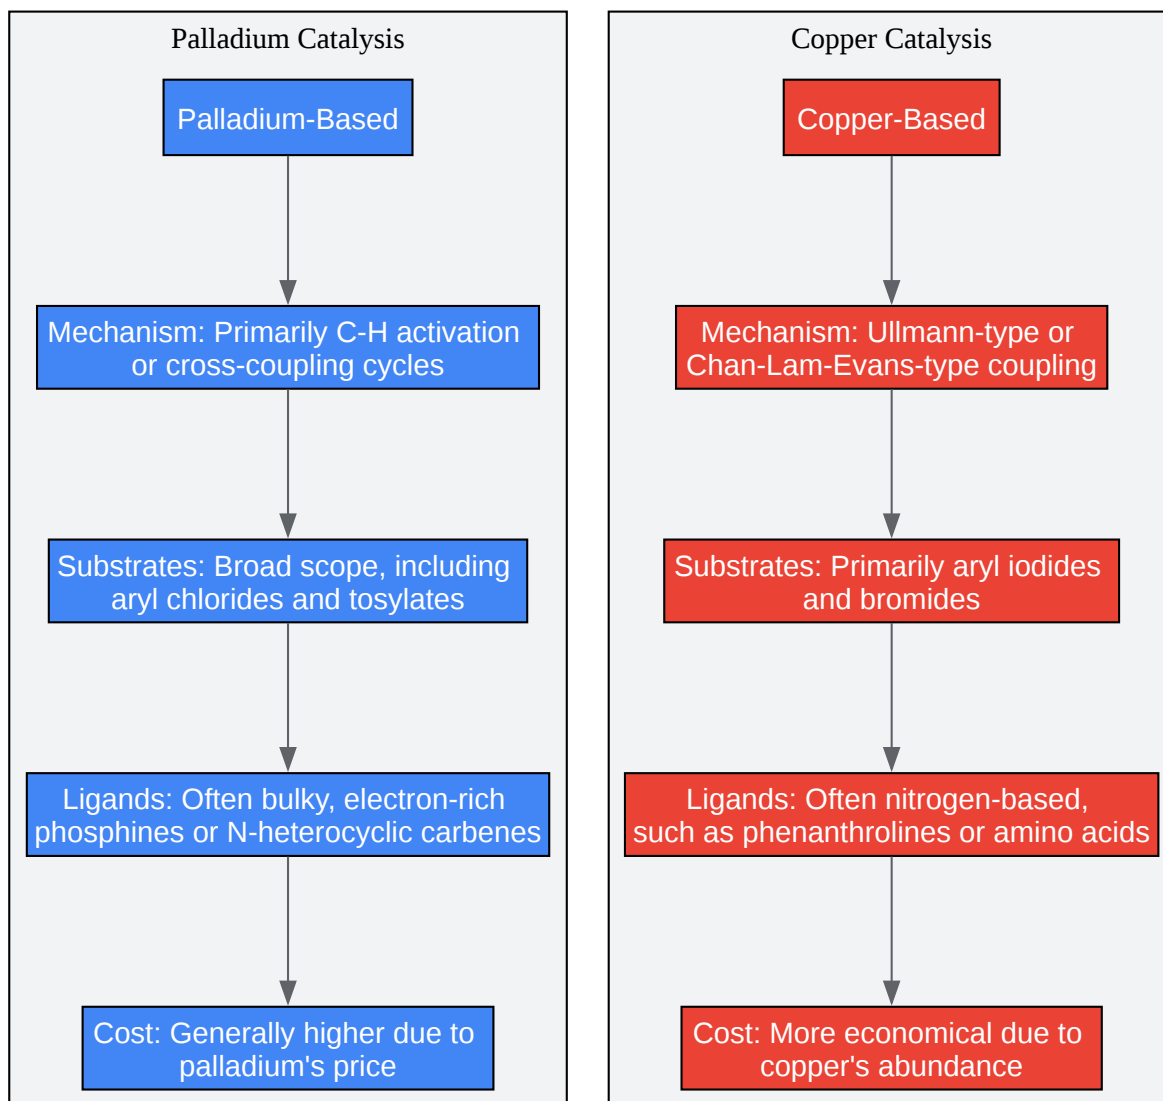 Palladium Catalysis
Palladium-Based
Mechanism: Primarily C-H activation
or cross-coupling cycles
Substrates: Broad scope, including
aryl chlorides and tosylates
Ligands: Often bulky, electron-rich
phosphines or N-heterocyclic carbenes
Cost: Generally higher due to
palladium's price
Copper Catalysis
Copper-Based
Mechanism: Ullmann-type or
Chan-Lam-Evans-type coupling
Substrates: Primarily aryl iodides
and bromides
Ligands: Often nitrogen-based,
such as phenanthrolines or amino acids
Cost: More economical due to
copper's abundance